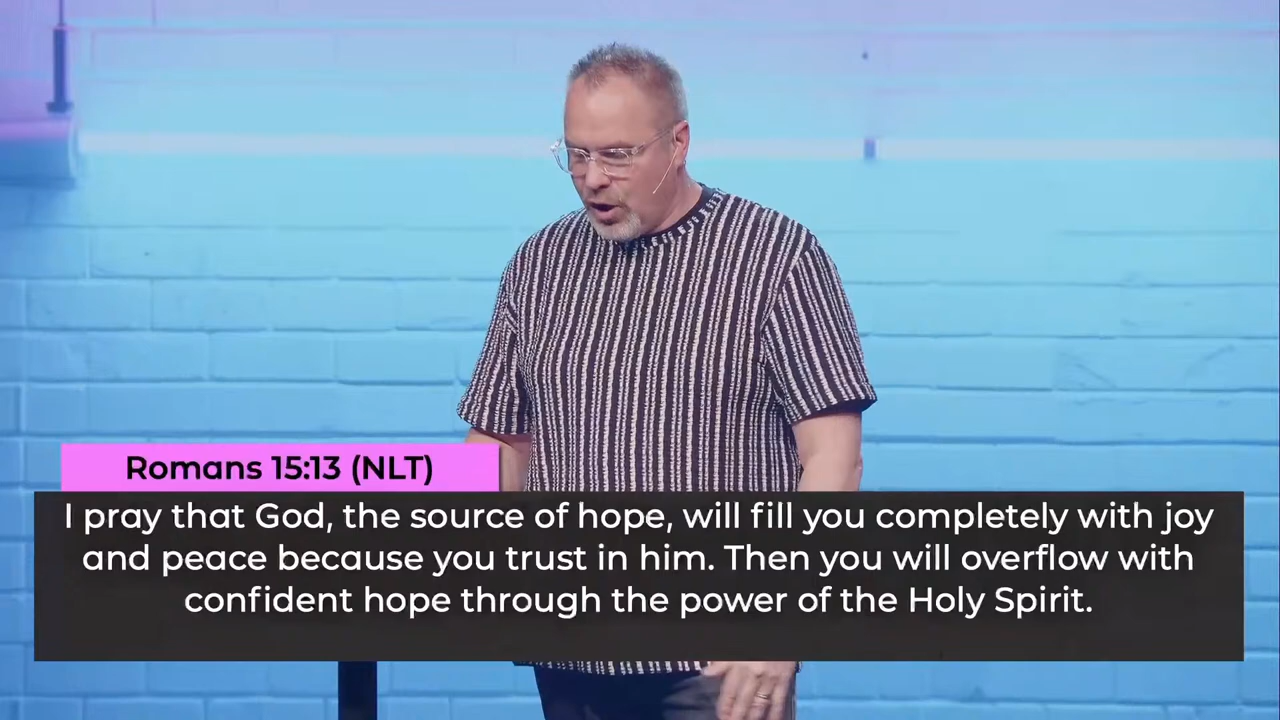 Romans 15:13 (NLT)
I pray that God, the source of hope, will fill you completely with joy
and peace because you trust in him. Then you will overflow with
confident hope through the power of the Holy Spirit.